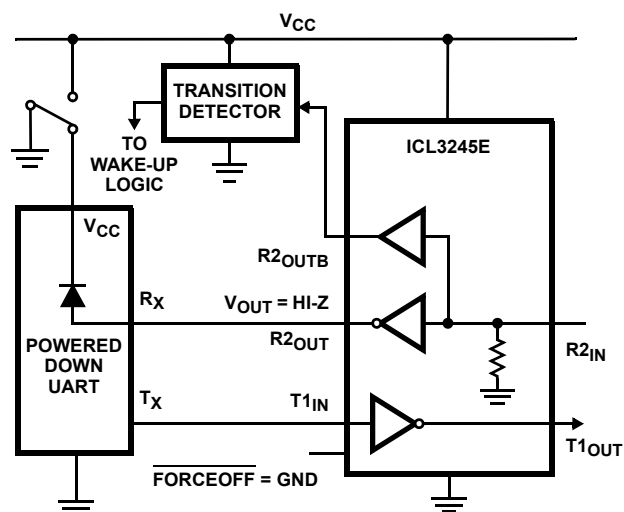 VCC
TRANSITION
DETECTOR
TO
WAKE-UP
LOGIC
ICL3245E
VCC
R2OUTB
RX
VOUT = HI-Z
POWERED
DOWN
UART
R2OUT
R2IN
TX
T1IN
T1OUT
FORCEOFF = GND